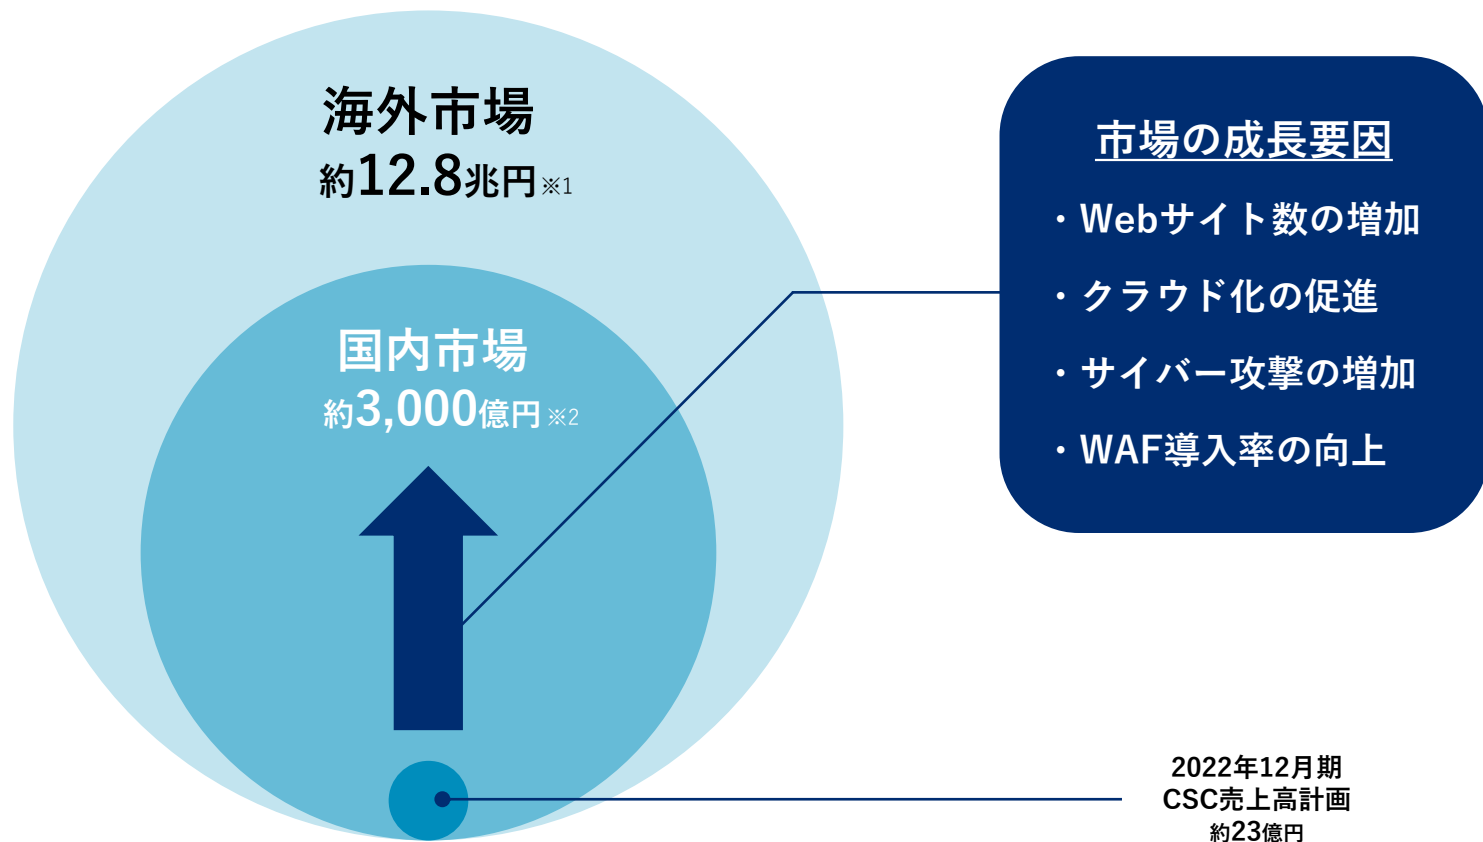 海外市場
約12.8兆円※1
国内市場
約3,000億円※2
市場の成長要因
・Webサイト数の増加
・クラウド化の促進
・サイバー攻撃の増加
・WAF導入率の向上
2022年12月期
CSC売上高計画
約23億円